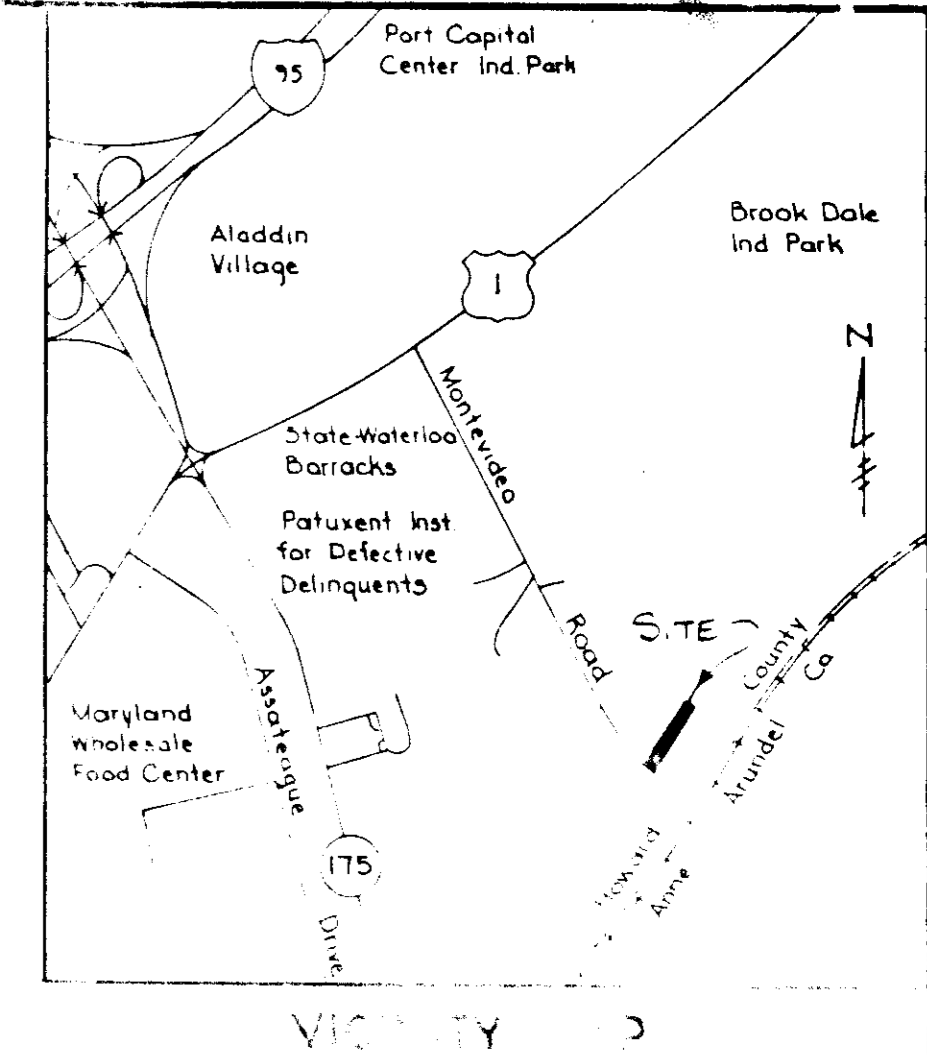 Port Capital
Center Ind. Park
95
Aladdin
Village
Brook Dale
Ind Park
1
N
Montevideo
Road
State-Waterloo
Barracks
Patuxent Inst.
for Defective
Delinquents
SITE
County
Co
Arundel
Howard
Anne
Assateague
Drive
Maryland
Wholesale
Food Center
175